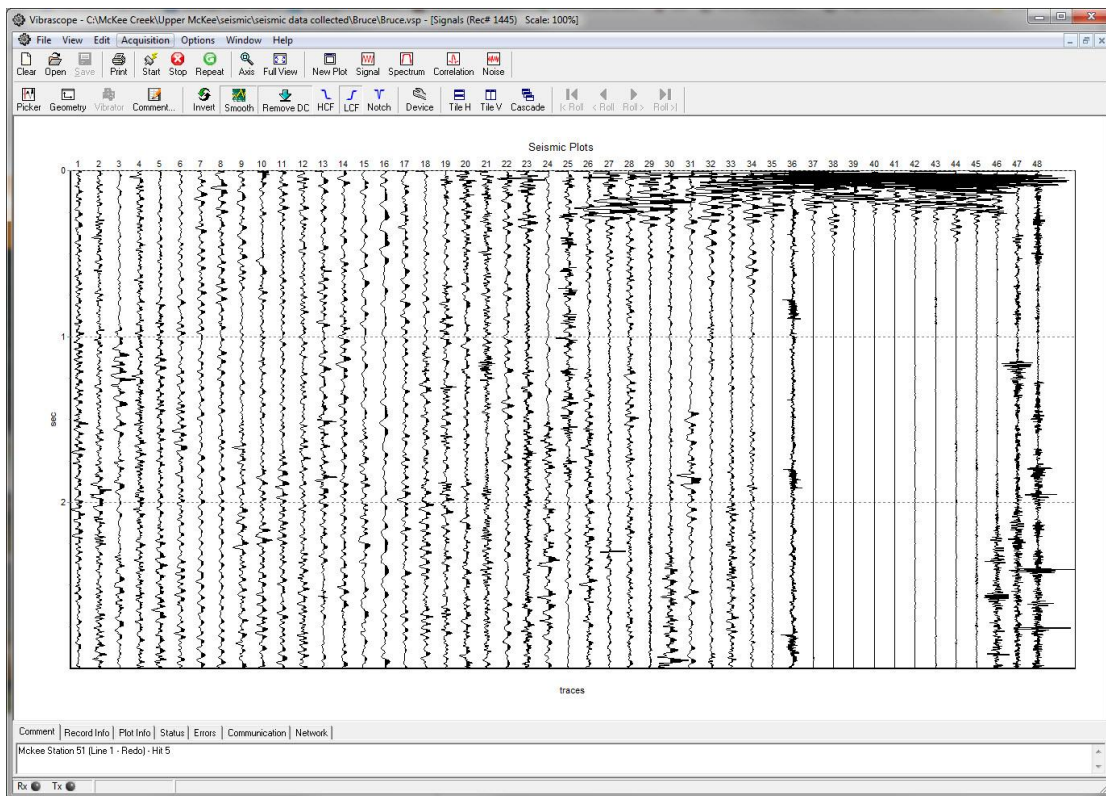 Vibrascope - C:\McKee Creek\Upper McKee\seismic\seismic data collected\Bruce\Bruce.vsp - [Signals (Rec# 1445)   Scale: 100%]
File View Edit Acquisition Options Window Help
Clear Open Save Print Start Stop Repeat Axis Full View New Plot Signal Spectrum Correlation Noise
Picker Geometry Vibrator Comment... Invert Smooth Remove DC HCF LCF Notch Device Tile H Tile V Cascade |< Roll < Roll Roll > Roll >|
Seismic Plots
1 2 3 4 5 6 7 8 9 10 11 12 13 14 15 16 17 18 19 20 21 22 23 24 25 26 27 28 29 30 31 32 33 34 35 36 37 38 39 40 41 42 43 44 45 46 47 48
0
1
sec
2
traces
Comment Record Info Plot Info Status Errors Communication Network
Mckee Station 51 (Line 1 - Redo) - Hit 5
Rx Tx